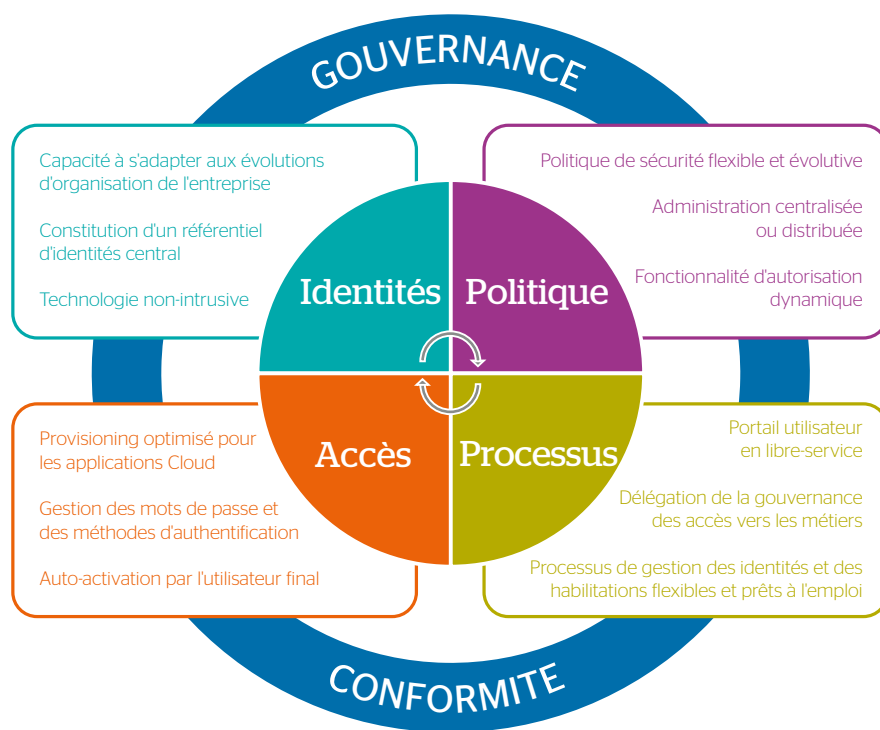 GOUVERNANCE
Capacité à s'adapter aux évolutions
d'organisation de l'entreprise
Constitution d'un référentiel
d'identités central
Technologie non-intrusive
Politique de sécurité flexible et évolutive
Administration centralisée
ou distribuée
Fonctionnalité d'autorisation
dynamique
Identités
Politique
Accès
Processus
Provisioning optimisé pour
les applications Cloud
Gestion des mots de passe et
des méthodes d'authentification
Auto-activation par l'utilisateur final
Portail utilisateur
en libre-service
Délégation de la gouvernance
des accès vers les métiers
Processus de gestion des identités et des
habilitations flexibles et prêts à l'emploi
CONFORMITE